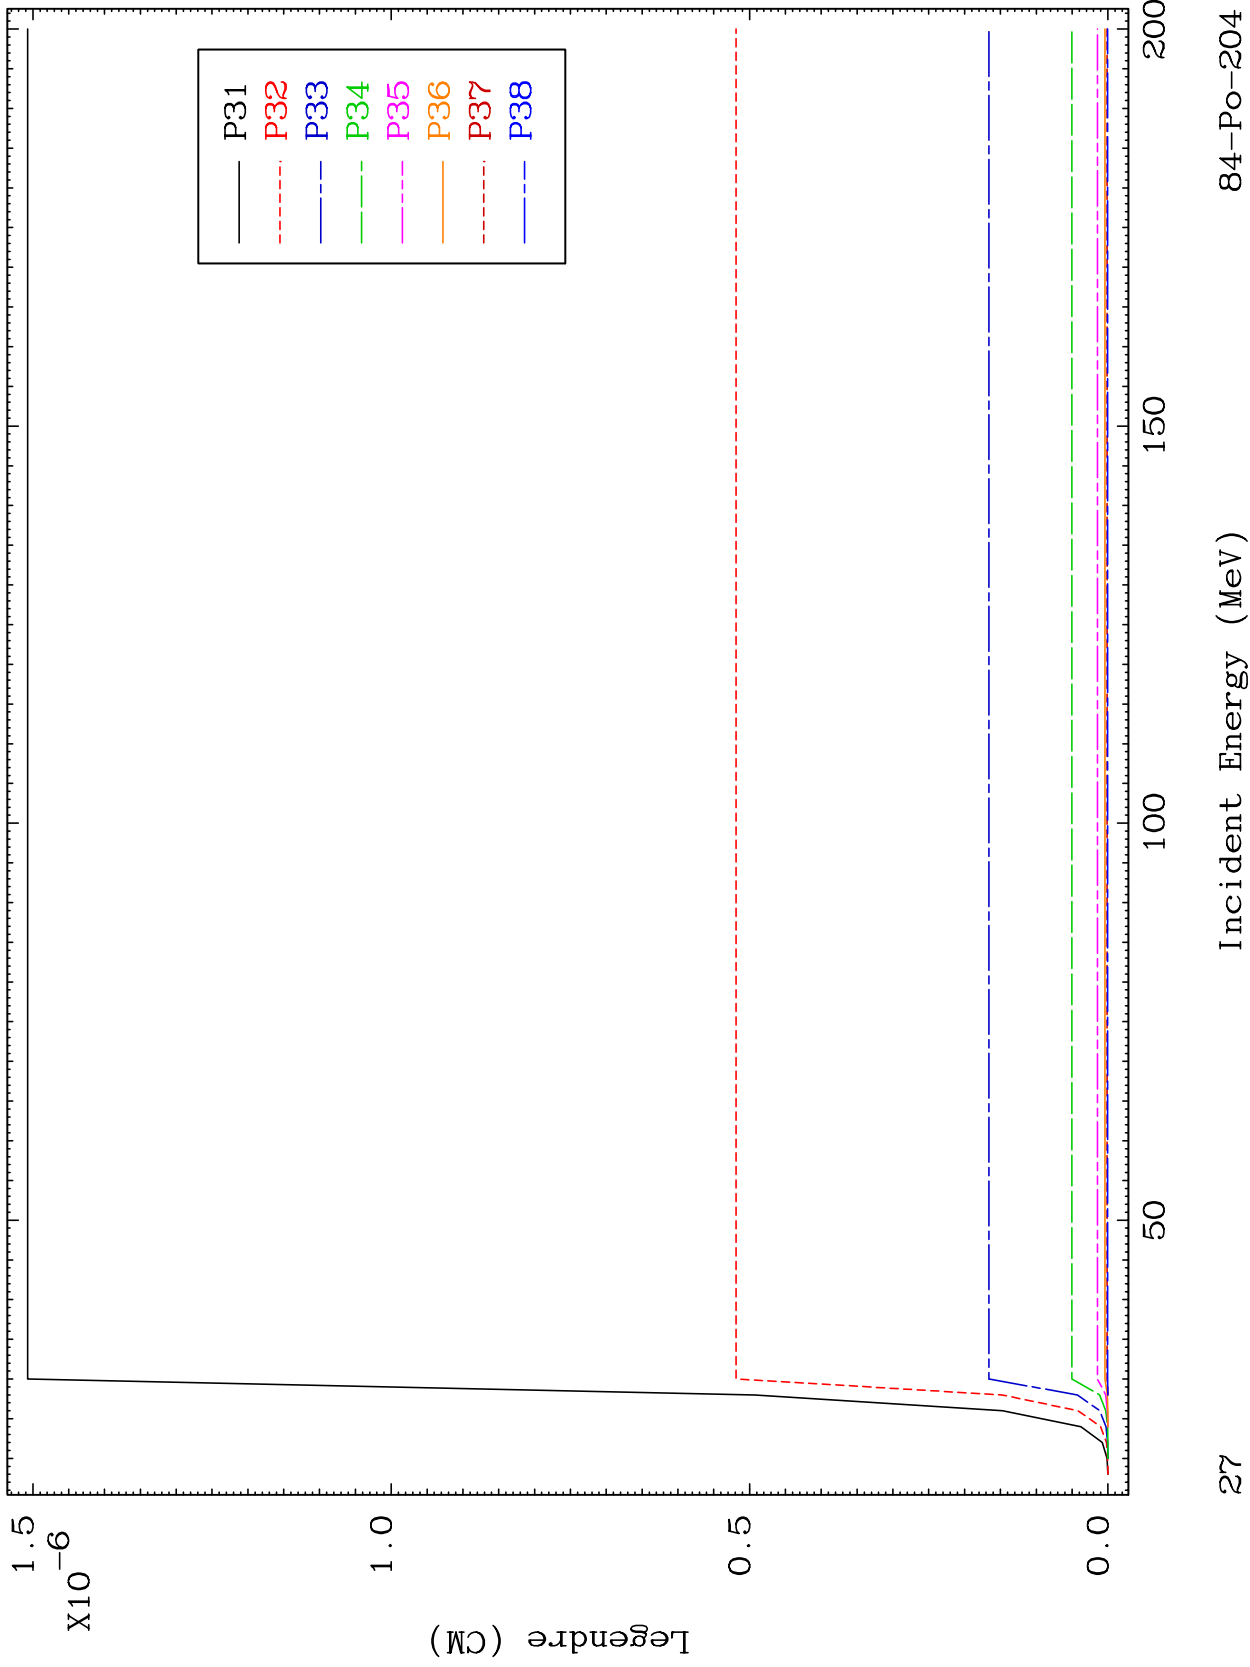 1.5
X10-6
1.0
0.5
0.0
Legendre (CM)
P31
P32
P33
P34
P35
P36
P37
P38
50
100
150
200
27
Incident Energy (MeV)
84-Po-204